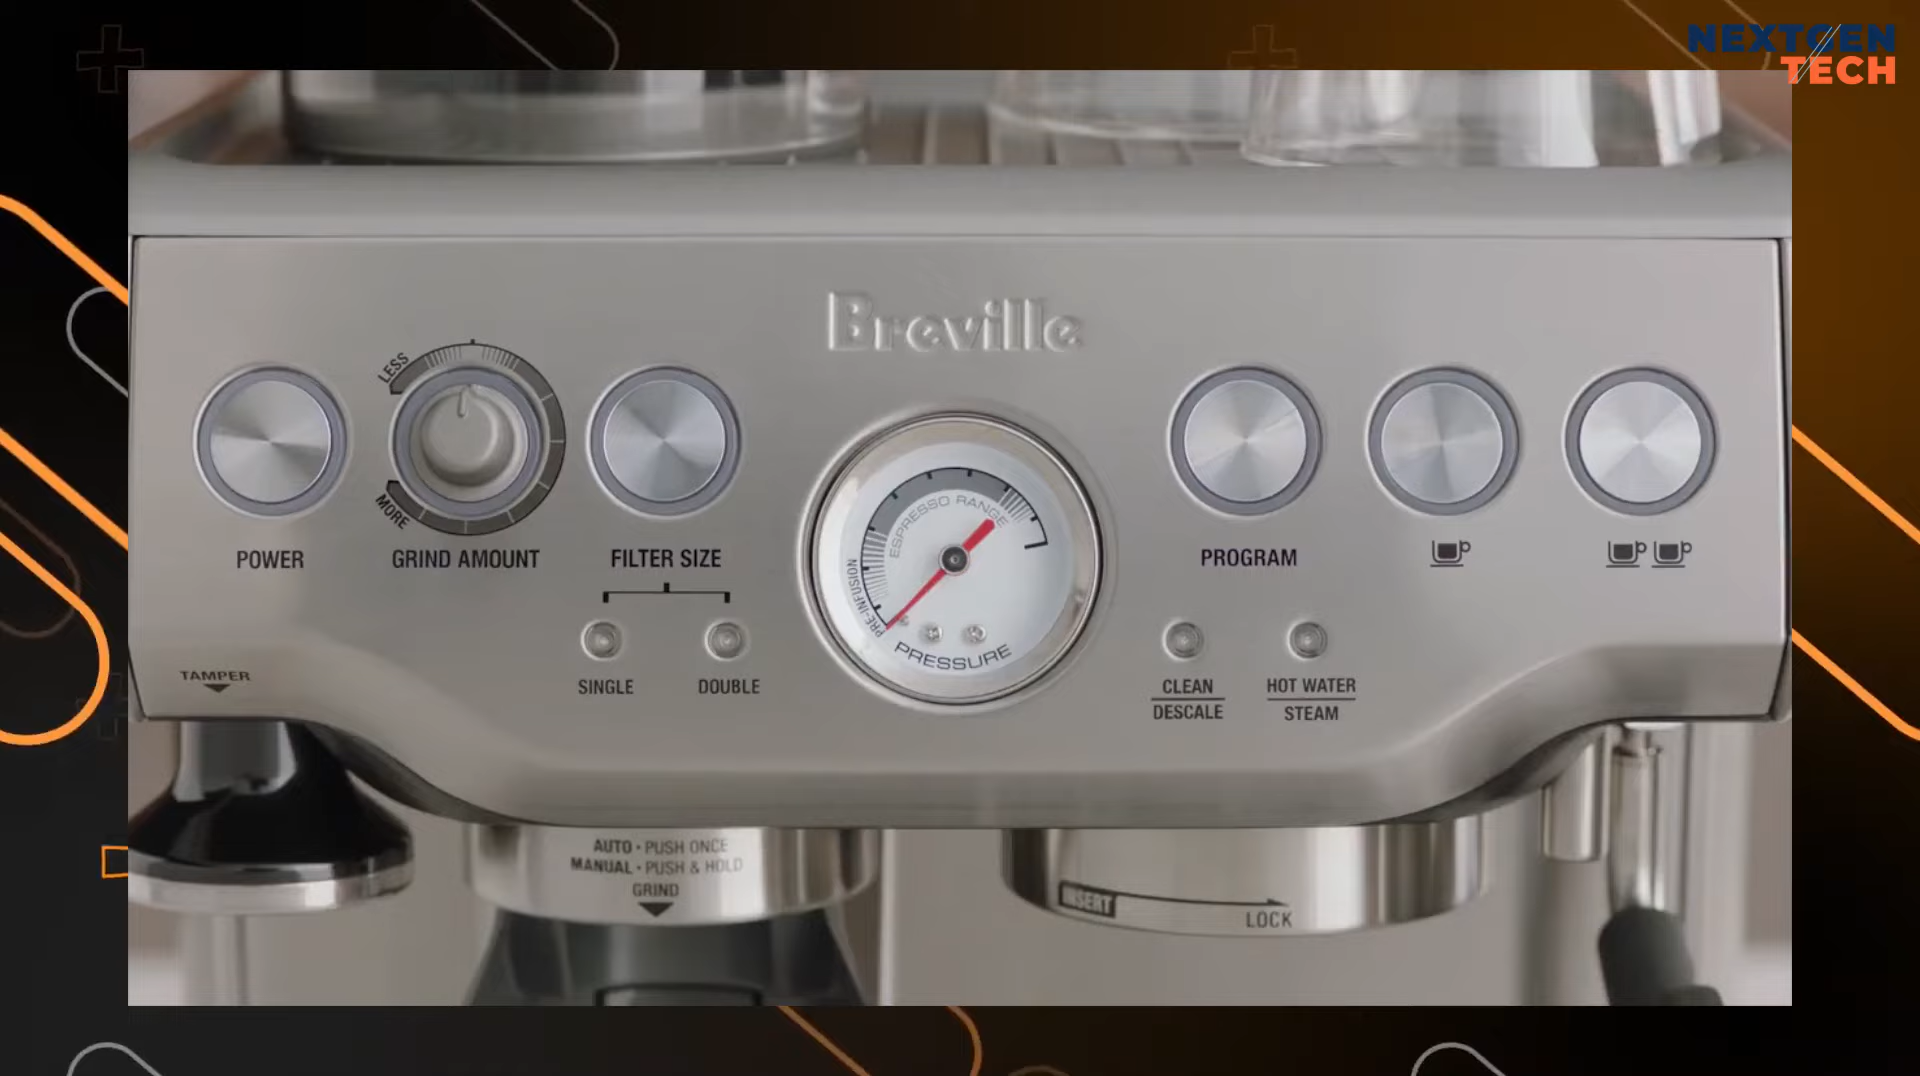 NEXTGEN
TECH
Breville
LESS
MORE
POWER
GRIND AMOUNT
FILTER SIZE
SINGLE
DOUBLE
TAMPER
ESPRESSO RANGE
PRE-INFUSION
PRESSURE
PROGRAM
CLEAN
DESCALE
HOT WATER
STEAM
AUTO • PUSH ONCE
MANUAL • PUSH & HOLD
GRIND
INSERT
LOCK